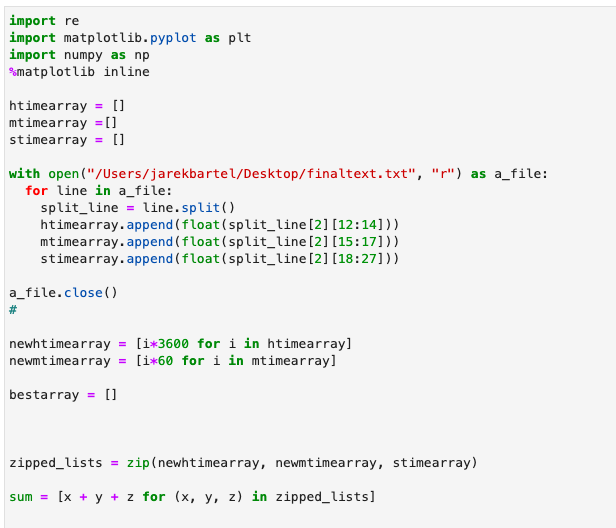 import re
import matplotlib.pyplot as plt
import numpy as np
%matplotlib inline

htimearray = []
mtimearray =[]
stimearray = []

with open("/Users/jarekbartel/Desktop/finaltext.txt", "r") as a_file:
  for line in a_file:
    split_line = line.split()
    htimearray.append(float(split_line[2][12:14]))
    mtimearray.append(float(split_line[2][15:17]))
    stimearray.append(float(split_line[2][18:27]))

a_file.close()
#

newhtimearray = [i*3600 for i in htimearray]
newmtimearray = [i*60 for i in mtimearray]

bestarray = []

zipped_lists = zip(newhtimearray, newmtimearray, stimearray)

sum = [x + y + z for (x, y, z) in zipped_lists]